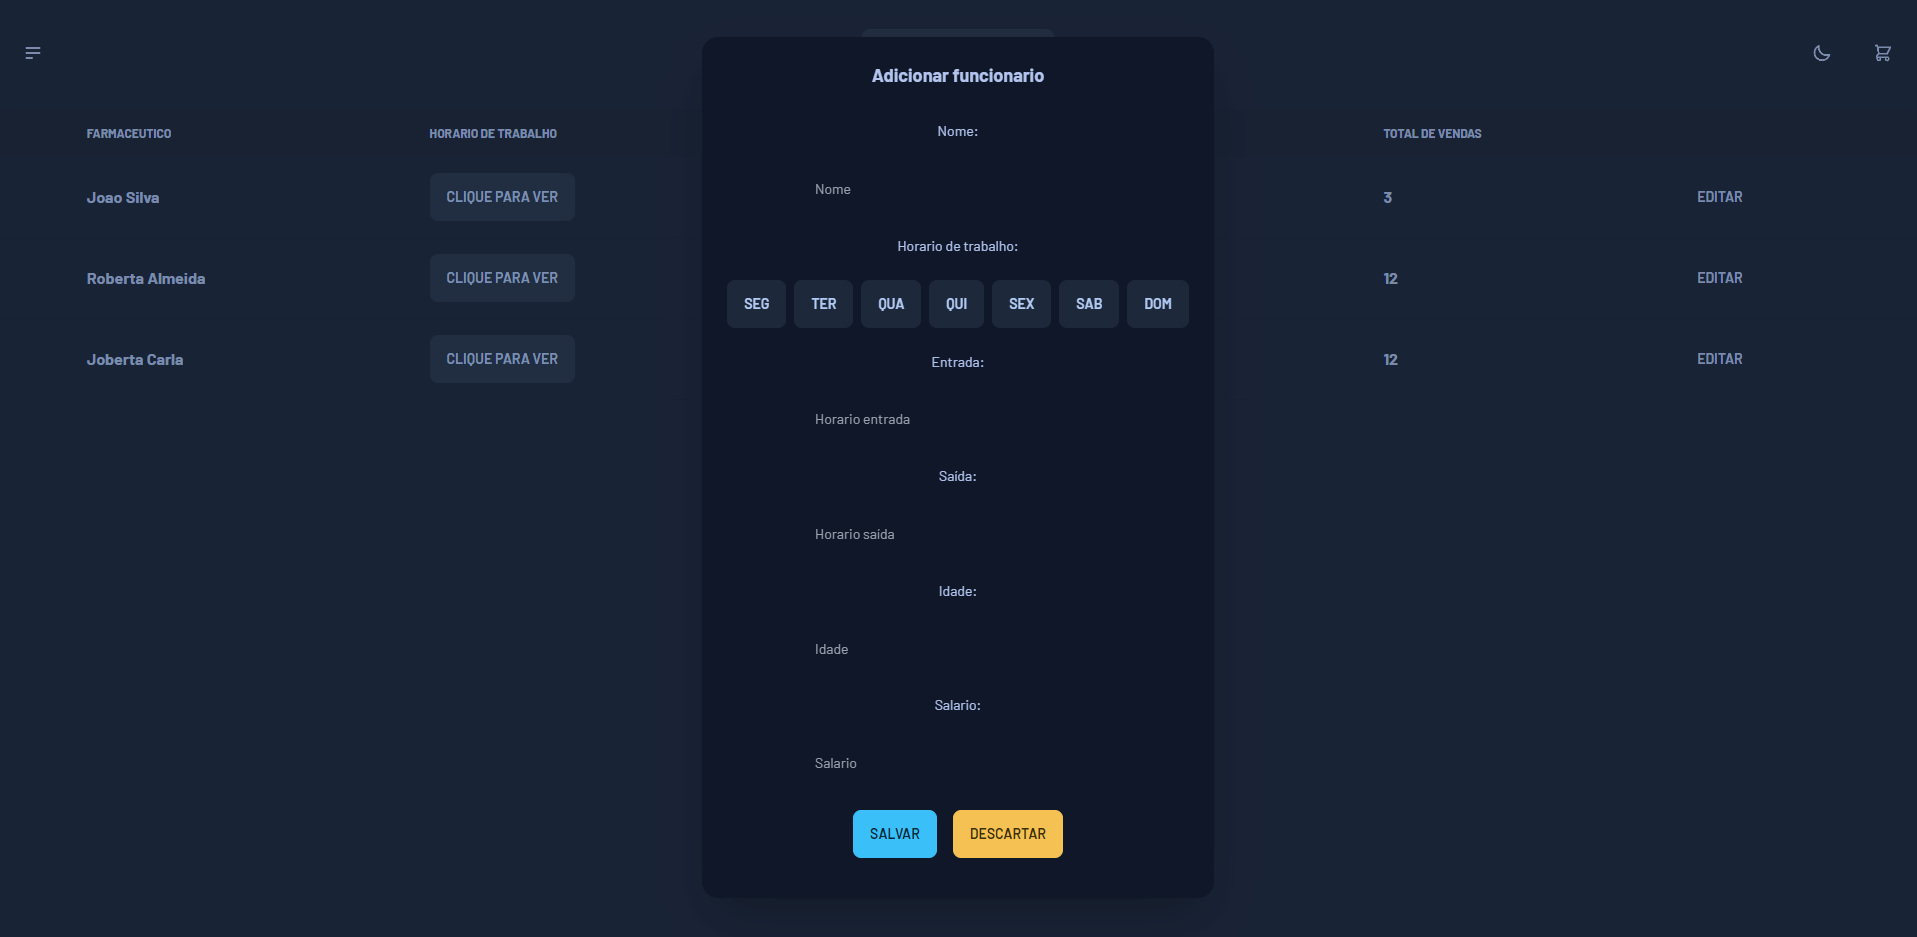 Adicionar funcionario
Nome:
Nome
Horario de trabalho:
SEG TER QUA QUI SEX SAB DOM
Entrada:
Horario entrada
Saída:
Horario saída
Idade:
Idade
Salario:
Salario
SALVAR DESCARTAR
FARMACEUTICO HORARIO DE TRABALHO TOTAL DE VENDAS
Joao Silva CLIQUE PARA VER 3 EDITAR
Roberta Almeida CLIQUE PARA VER 12 EDITAR
Joberta Carla CLIQUE PARA VER 12 EDITAR